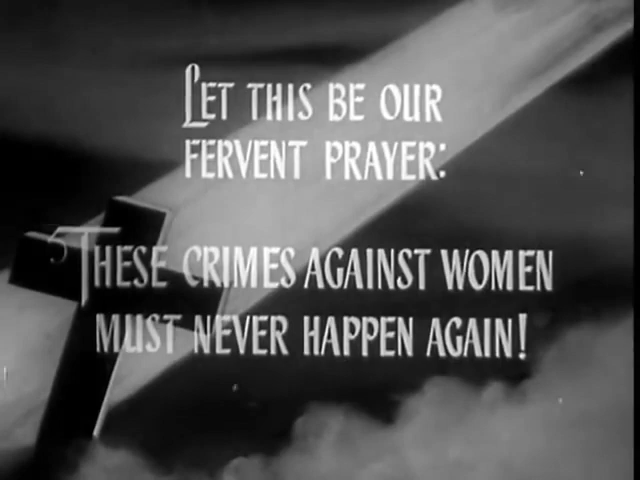 LET THIS BE OUR
FERVENT PRAYER:
THESE CRIMES AGAINST WOMEN
MUST NEVER HAPPEN AGAIN!